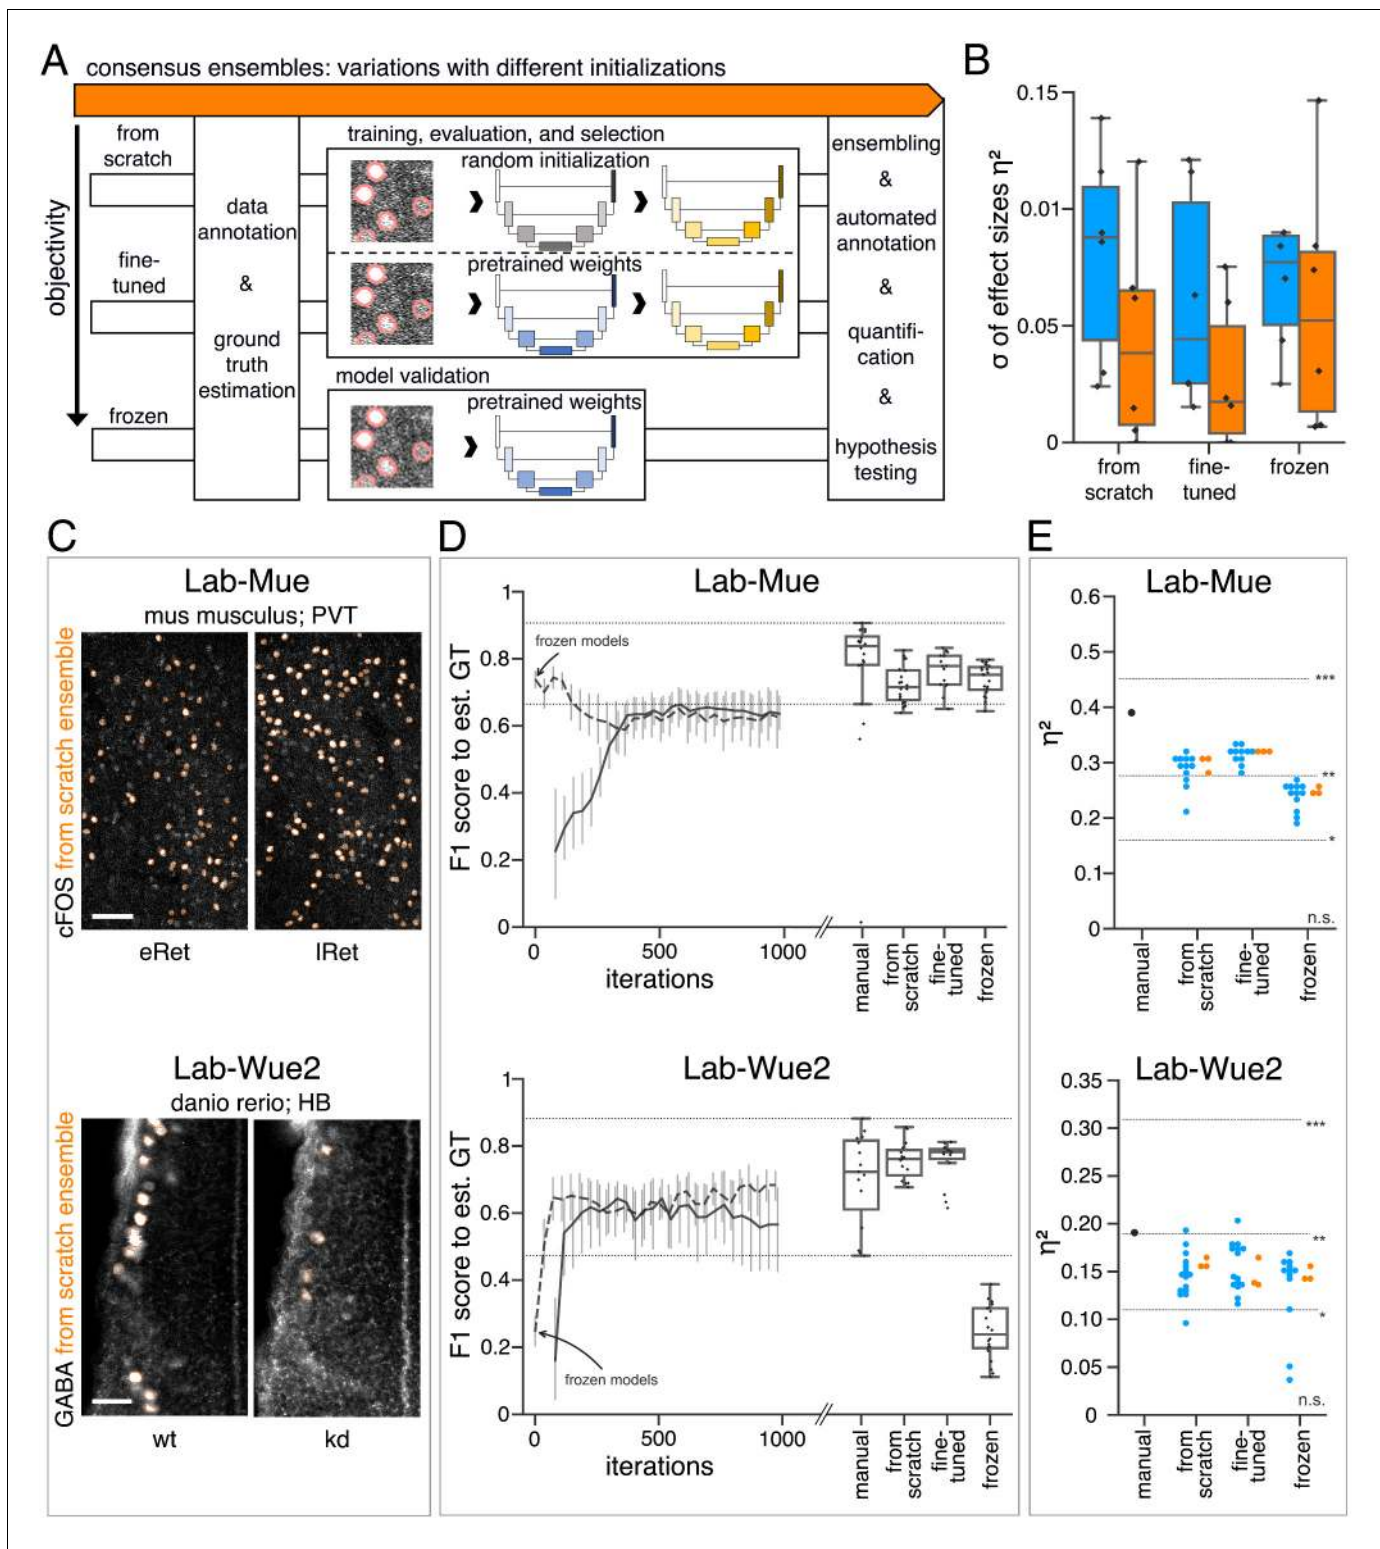 A
consensus ensembles: variations with different initializations
objectivity
from
scratch
fine-
tuned
frozen
data
annotation
&
ground
truth
estimation
training, evaluation, and selection
random initialization
pretrained weights
model validation
pretrained weights
ensembling
&
automated
annotation
&
quantifi-
cation
&
hypothesis
testing
B
σ of effect sizes η²
0.15
0.01
0.05
0
from
scratch
fine-
tuned
frozen
C
Lab-Mue
mus musculus; PVT
cFOS from scratch ensemble
eRet
lRet
Lab-Wue2
danio rerio; HB
GABA from scratch ensemble
wt
kd
D
Lab-Mue
F1 score to est. GT
1
0.8
0.6
0.4
0.2
0
frozen models
0
500
1000
iterations
manual
from
scratch
fine-
tuned
frozen
Lab-Wue2
F1 score to est. GT
1
0.8
0.6
0.4
0.2
0
frozen models
0
500
1000
iterations
manual
from
scratch
fine-
tuned
frozen
E
Lab-Mue
η²
0.6
0.5
0.4
0.3
0.2
0.1
0
***
**
*
n.s.
manual
from
scratch
fine-
tuned
frozen
Lab-Wue2
η²
0.35
0.30
0.25
0.20
0.15
0.10
0.05
0
***
**
*
n.s.
manual
from
scratch
fine-
tuned
frozen